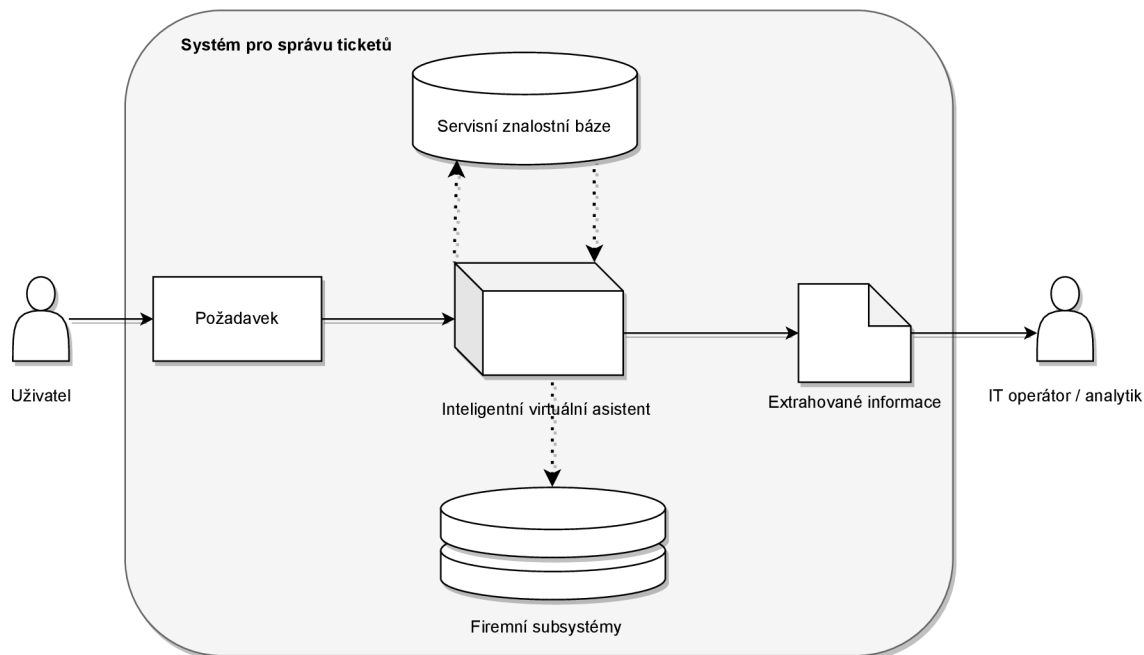 Systém pro správu ticketů
Servisní znalostní báze
Požadavek
Uživatel
Inteligentní virtuální asistent
Extrahované informace
IT operátor / analytik
Firemní subsystémy